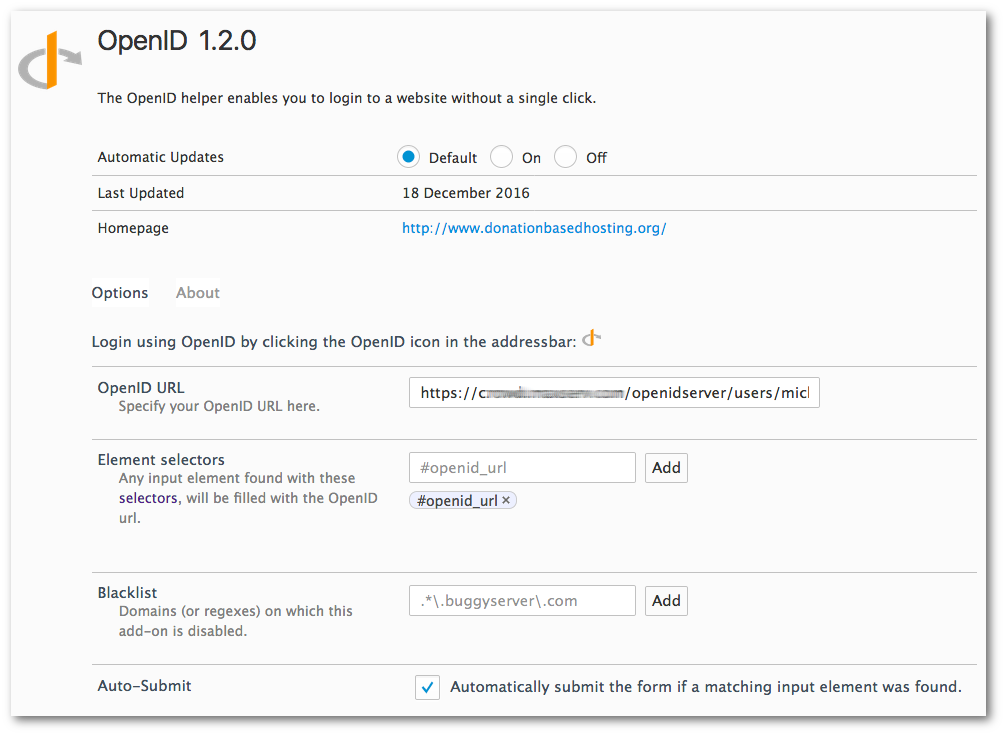 OpenID 1.2.0
The OpenID helper enables you to login to a website without a single click.
Automatic Updates Default On Off
Last Updated 18 December 2016
Homepage http://www.donationbasedhosting.org/
Options About
Login using OpenID by clicking the OpenID icon in the addressbar:
OpenID URL
Specify your OpenID URL here.
https://c /openidserver/users/mich
Element selectors
Any input element found with these
selectors, will be filled with the OpenID
url.
#openid_url Add
#openid_url ×
Blacklist
Domains (or regexes) on which this
add-on is disabled.
.*\.buggyserver\.com Add
Auto-Submit Automatically submit the form if a matching input element was found.